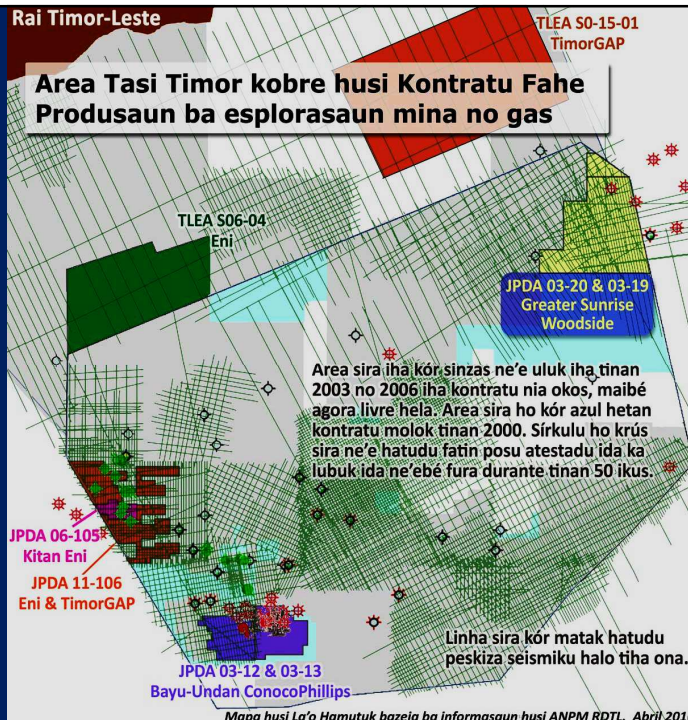 Rai Timor-Leste
TLEA S0-15-01
TimorGAP
Area Tasi Timor kobre husi Kontratu Fahe
Produsaun ba esplorasaun mina no gas
TLEA S06-04
Eni
JPDA 03-20 & 03-19
Greater Sunrise
Woodside
Area sira iha kór sinzas ne'e uluk iha tinan
2003 no 2006 iha kontratu nia okos, maibé
agora livre hela. Area sira ho kór azul hetan
kontratu molok tinan 2000. Sírkulu ho krús
sira ne'e hatudu fatin posu atestadu ida ka
lubuk ida ne'ebé fura durante tinan 50 ikus.
JPDA 06-105
Kitan Eni
JPDA 11-106
Eni & TimorGAP
JPDA 03-12 & 03-13
Bayu-Undan ConocoPhillips
Linha sira kór matak hatudu
peskiza seismiku halo tiha ona.
Mapa husi La'o Hamutuk bazeia ba informasaun husi ANPM RDTL. Abril 201